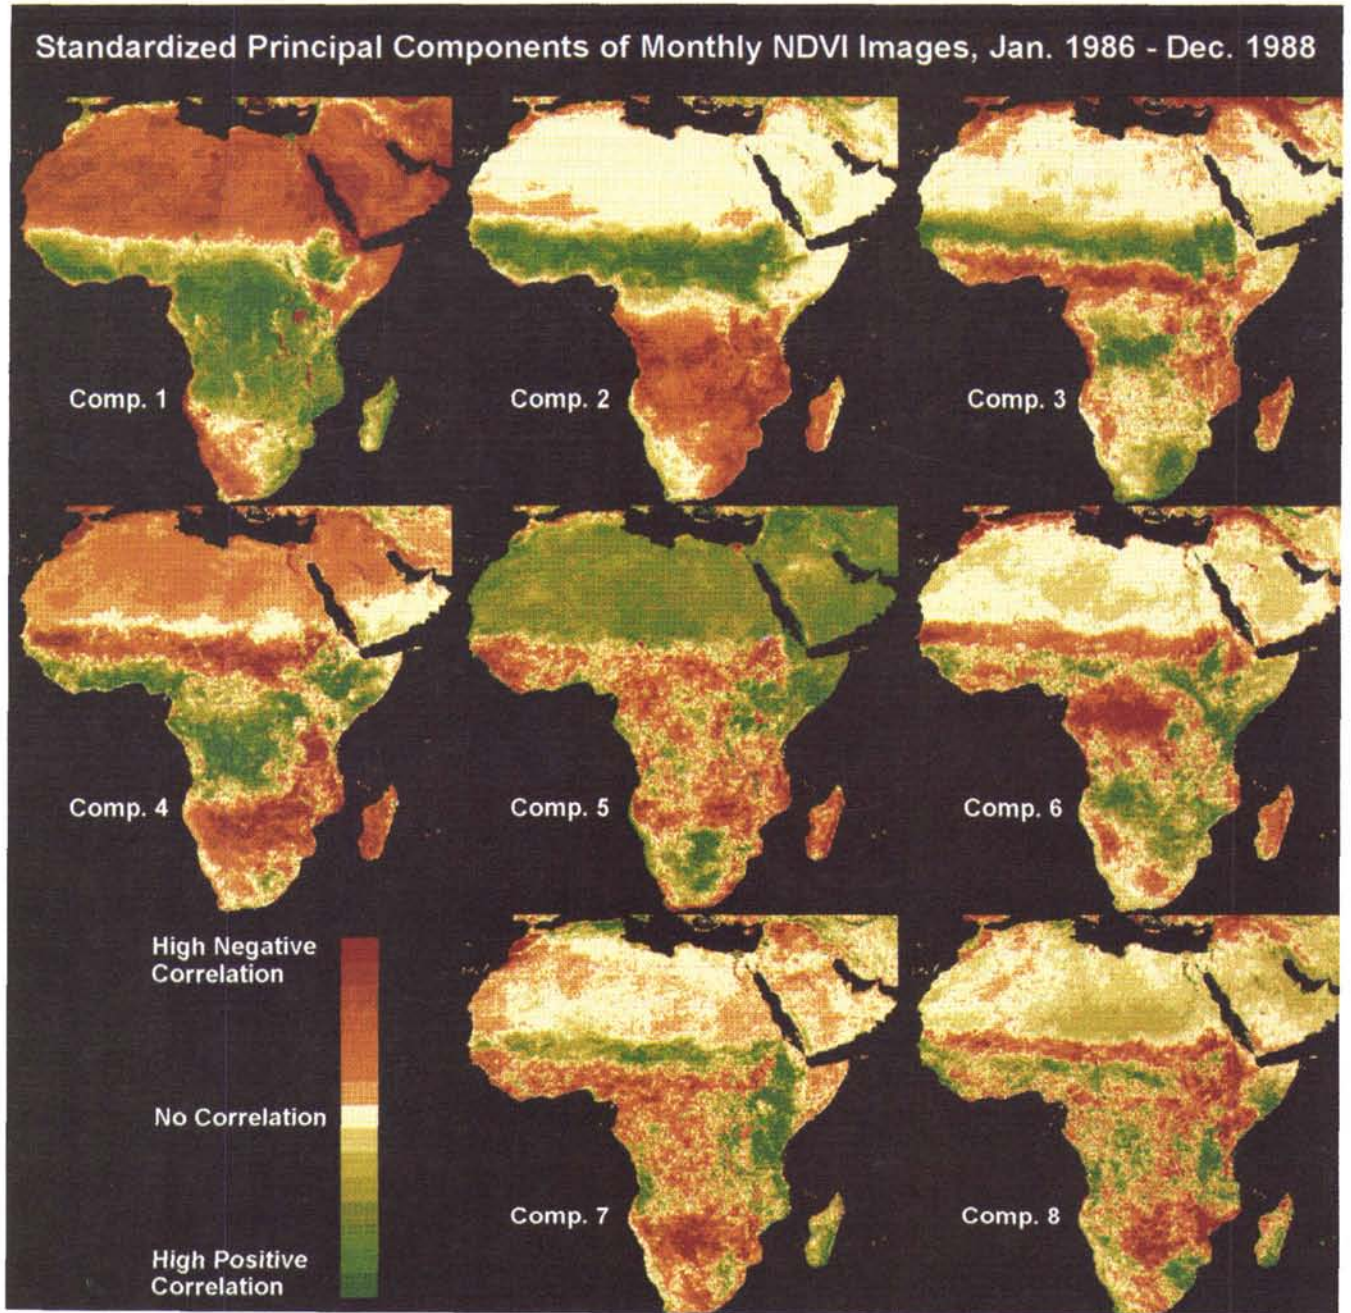 Standardized Principal Components of Monthly NDVI Images, Jan. 1986 - Dec. 1988
Comp. 1
Comp. 2
Comp. 3
Comp. 4
Comp. 5
Comp. 6
High Negative
Correlation
No Correlation
High Positive
Correlation
Comp. 7
Comp. 8